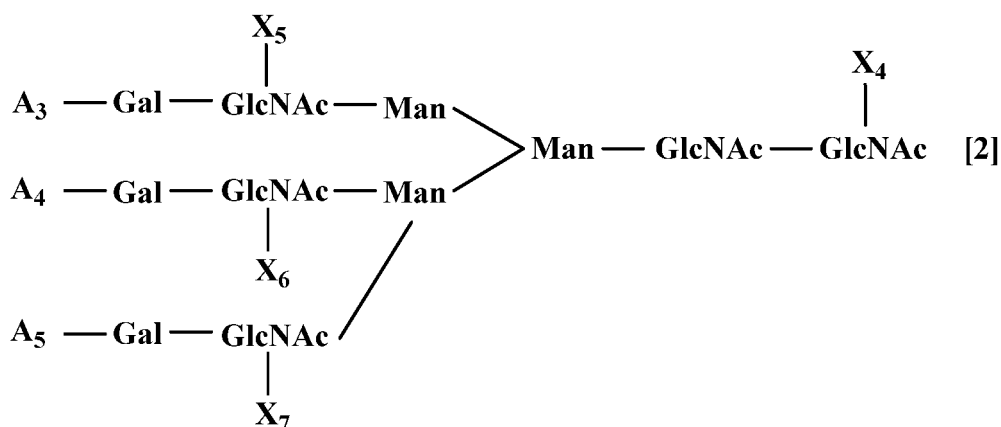 X₅
X₄
A₃ Gal GlcNAc Man
Man GlcNAc GlcNAc [2]
A₄ Gal GlcNAc Man
X₆
A₅ Gal GlcNAc
X₇